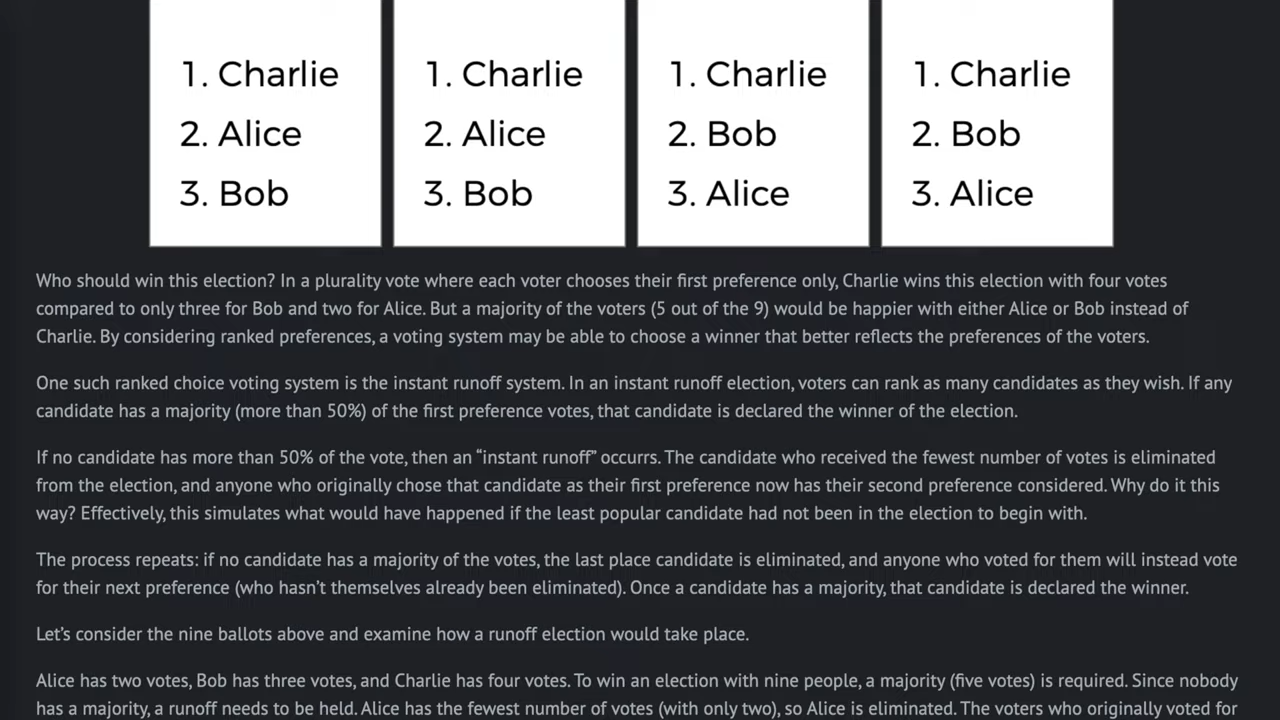 1. Charlie 1. Charlie 1. Charlie 1. Charlie
2. Alice 2. Alice 2. Bob 2. Bob
3. Bob 3. Bob 3. Alice 3. Alice
Who should win this election? In a plurality vote where each voter chooses their first preference only, Charlie wins this election with four votes
compared to only three for Bob and two for Alice. But a majority of the voters (5 out of the 9) would be happier with either Alice or Bob instead of
Charlie. By considering ranked preferences, a voting system may be able to choose a winner that better reflects the preferences of the voters.
One such ranked choice voting system is the instant runoff system. In an instant runoff election, voters can rank as many candidates as they wish. If any
candidate has a majority (more than 50%) of the first preference votes, that candidate is declared the winner of the election.
If no candidate has more than 50% of the vote, then an “instant runoff” occurrs. The candidate who received the fewest number of votes is eliminated
from the election, and anyone who originally chose that candidate as their first preference now has their second preference considered. Why do it this
way? Effectively, this simulates what would have happened if the least popular candidate had not been in the election to begin with.
The process repeats: if no candidate has a majority of the votes, the last place candidate is eliminated, and anyone who voted for them will instead vote
for their next preference (who hasn’t themselves already been eliminated). Once a candidate has a majority, that candidate is declared the winner.
Let’s consider the nine ballots above and examine how a runoff election would take place.
Alice has two votes, Bob has three votes, and Charlie has four votes. To win an election with nine people, a majority (five votes) is required. Since nobody
has a majority, a runoff needs to be held. Alice has the fewest number of votes (with only two), so Alice is eliminated. The voters who originally voted for